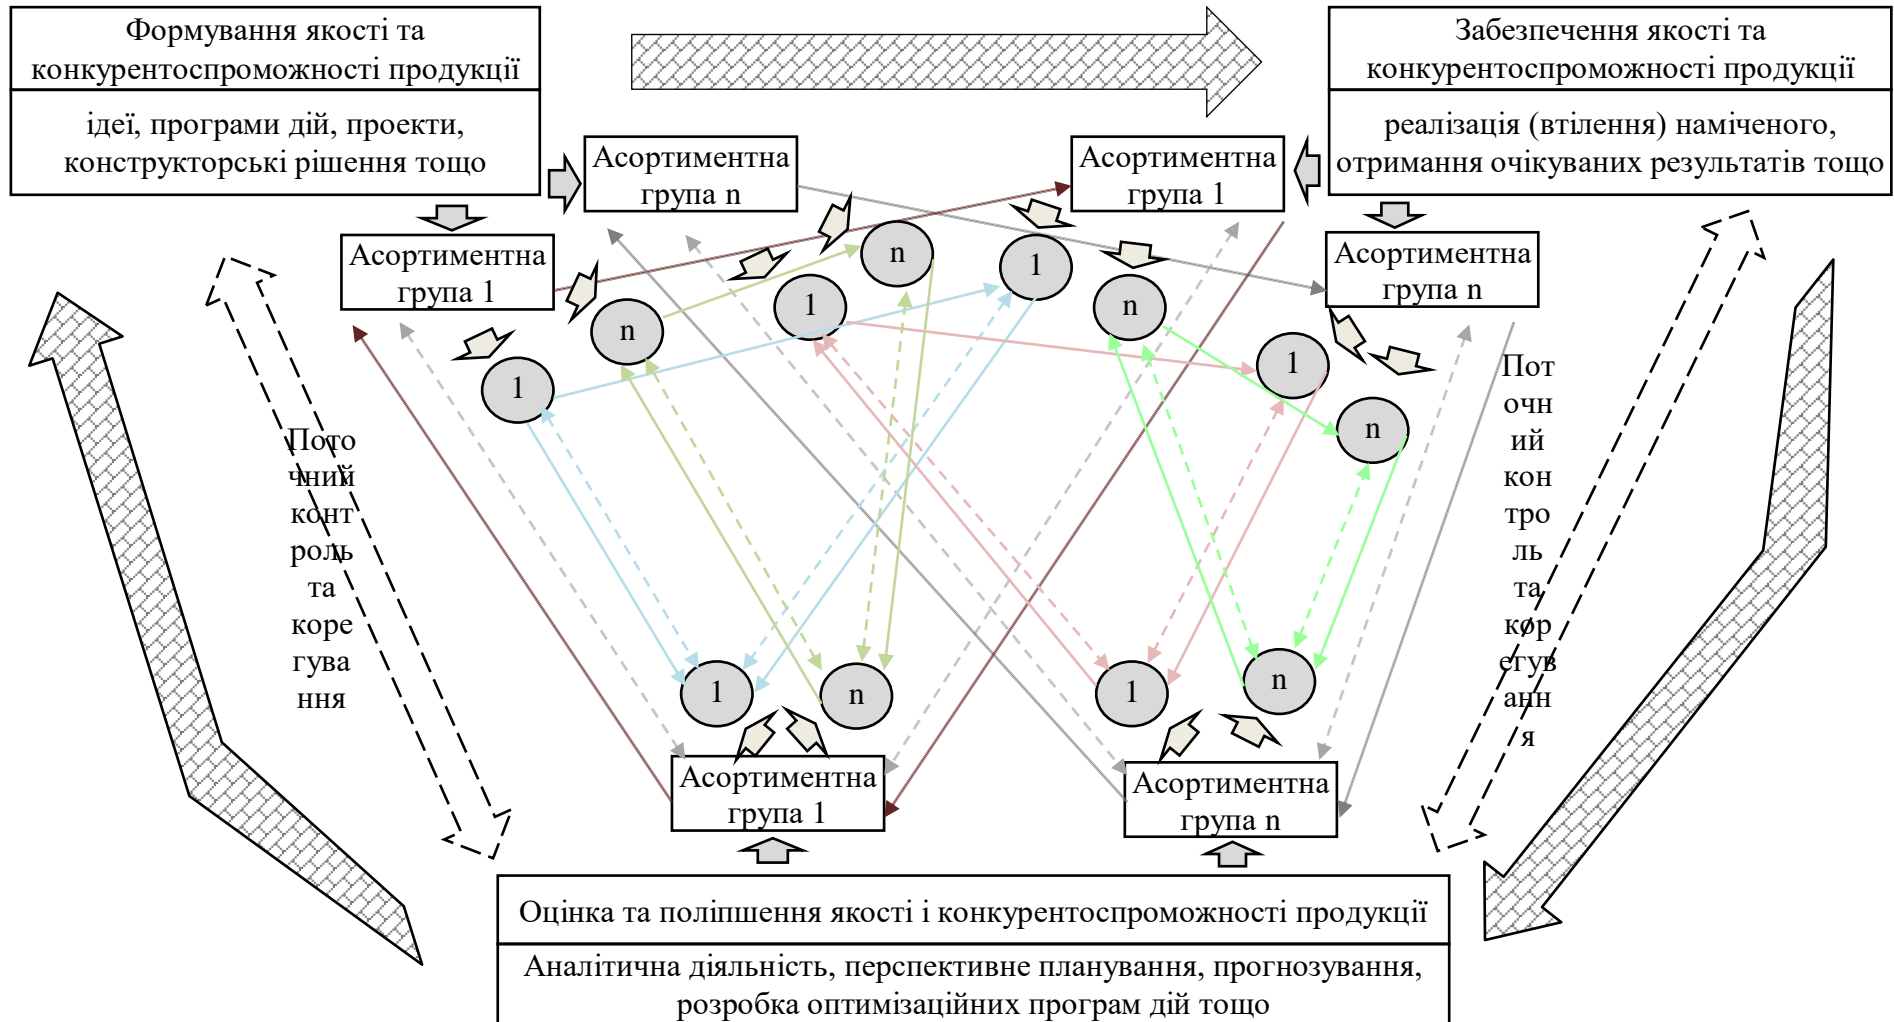 Формування якості та
конкурентоспроможності продукції
ідеї, програми дій, проекти,
конструкторські рішення тощо
Забезпечення якості та
конкурентоспроможності продукції
реалізація (втілення) наміченого,
отримання очікуваних результатів тощо
Асортиментна
група n
Асортиментна
група 1
Асортиментна
група 1
Асортиментна
група n
n
1
1
n
n
1
1
n
Пото
чний
конт
роль
та
коре
гува
ння
Пот
очн
ий
кон
тро
ль
та
кор
егув
анн
я
1
n
1
n
Асортиментна
група 1
Асортиментна
група n
Оцінка та поліпшення якості і конкурентоспроможності продукції
Аналітична діяльність, перспективне планування, прогнозування,
розробка оптимізаційних програм дій тощо